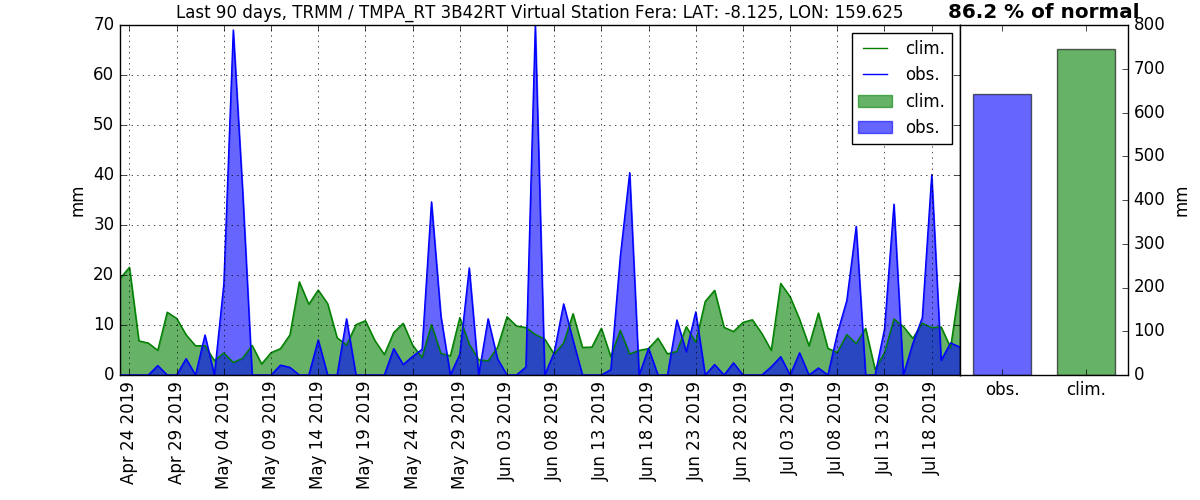 Last 90 days, TRMM / TMPA_RT 3B42RT Virtual Station Fera: LAT: -8.125, LON: 159.625
86.2 % of normal
70
60
50
40
30
20
10
0
mm
clim.
obs.
clim.
obs.
800
700
600
500
400
300
200
100
0
mm
obs.
clim.
Apr 24 2019
Apr 29 2019
May 04 2019
May 09 2019
May 14 2019
May 19 2019
May 24 2019
May 29 2019
Jun 03 2019
Jun 08 2019
Jun 13 2019
Jun 18 2019
Jun 23 2019
Jun 28 2019
Jul 03 2019
Jul 08 2019
Jul 13 2019
Jul 18 2019